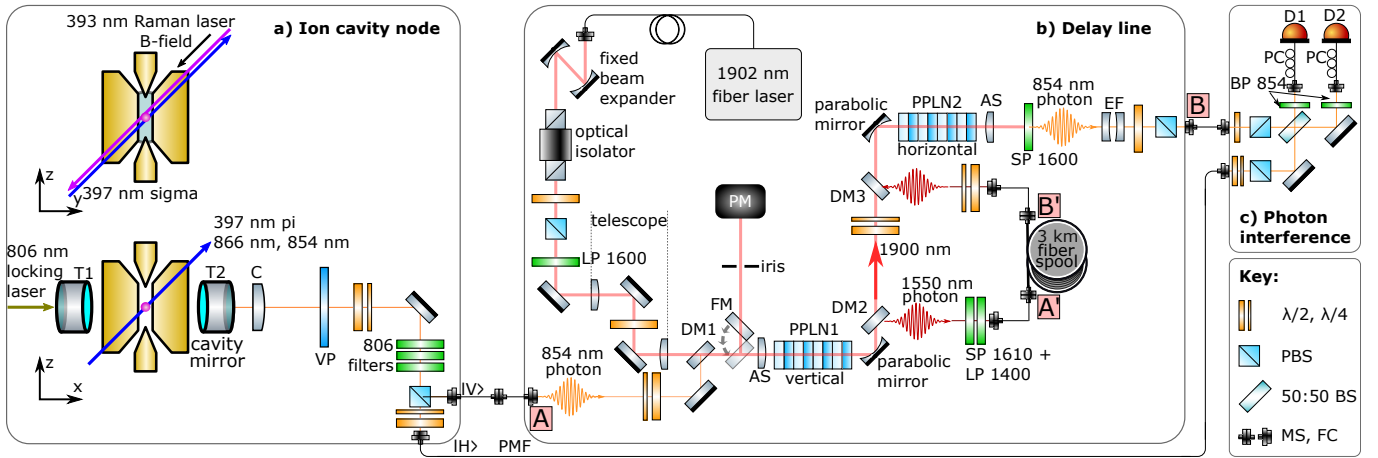 a) Ion cavity node
393 nm Raman laser
B-field
z
y
397 nm sigma
397 nm pi
866 nm, 854 nm
806 nm
locking
laser
T1
T2
C
cavity
mirror
VP
806
filters
z
x
|V>
|H>
PMF
b) Delay line
fixed
beam
expander
1902 nm
fiber laser
optical
isolator
telescope
LP 1600
PM
iris
FM
DM1
854 nm
photon
A
AS
PPLN1
vertical
DM2
parabolic
mirror
1900 nm
1550 nm
photon
SP 1610 +
LP 1400
A'
3 km
fiber
spool
B'
DM3
parabolic
mirror
PPLN2
horizontal
AS
SP 1600
854 nm
photon
EF
B
D1
D2
PC
PC
BP 854
c) Photon
interference
Key:
λ/2, λ/4
PBS
50:50 BS
MS, FC